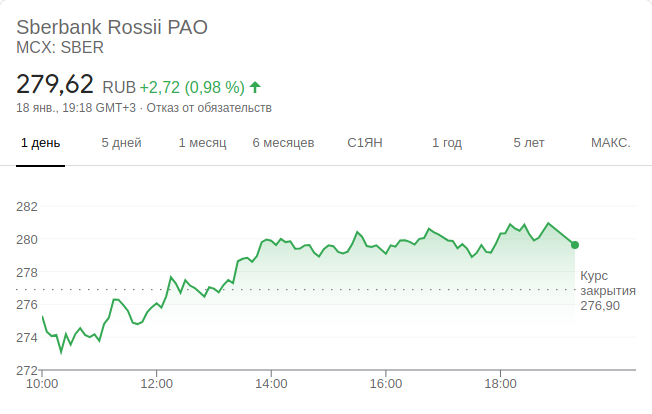 Sberbank Rossii PAO
MCX: SBER
279,62 RUB +2,72 (0,98 %)
18 янв., 19:18 GMT+3 · Отказ от обязательств
1 день 5 дней 1 месяц 6 месяцев С1ЯН 1 год 5 лет МАКС.
282
280
278
Курс
закрытия
276,90
276
274
272
10:00 12:00 14:00 16:00 18:00